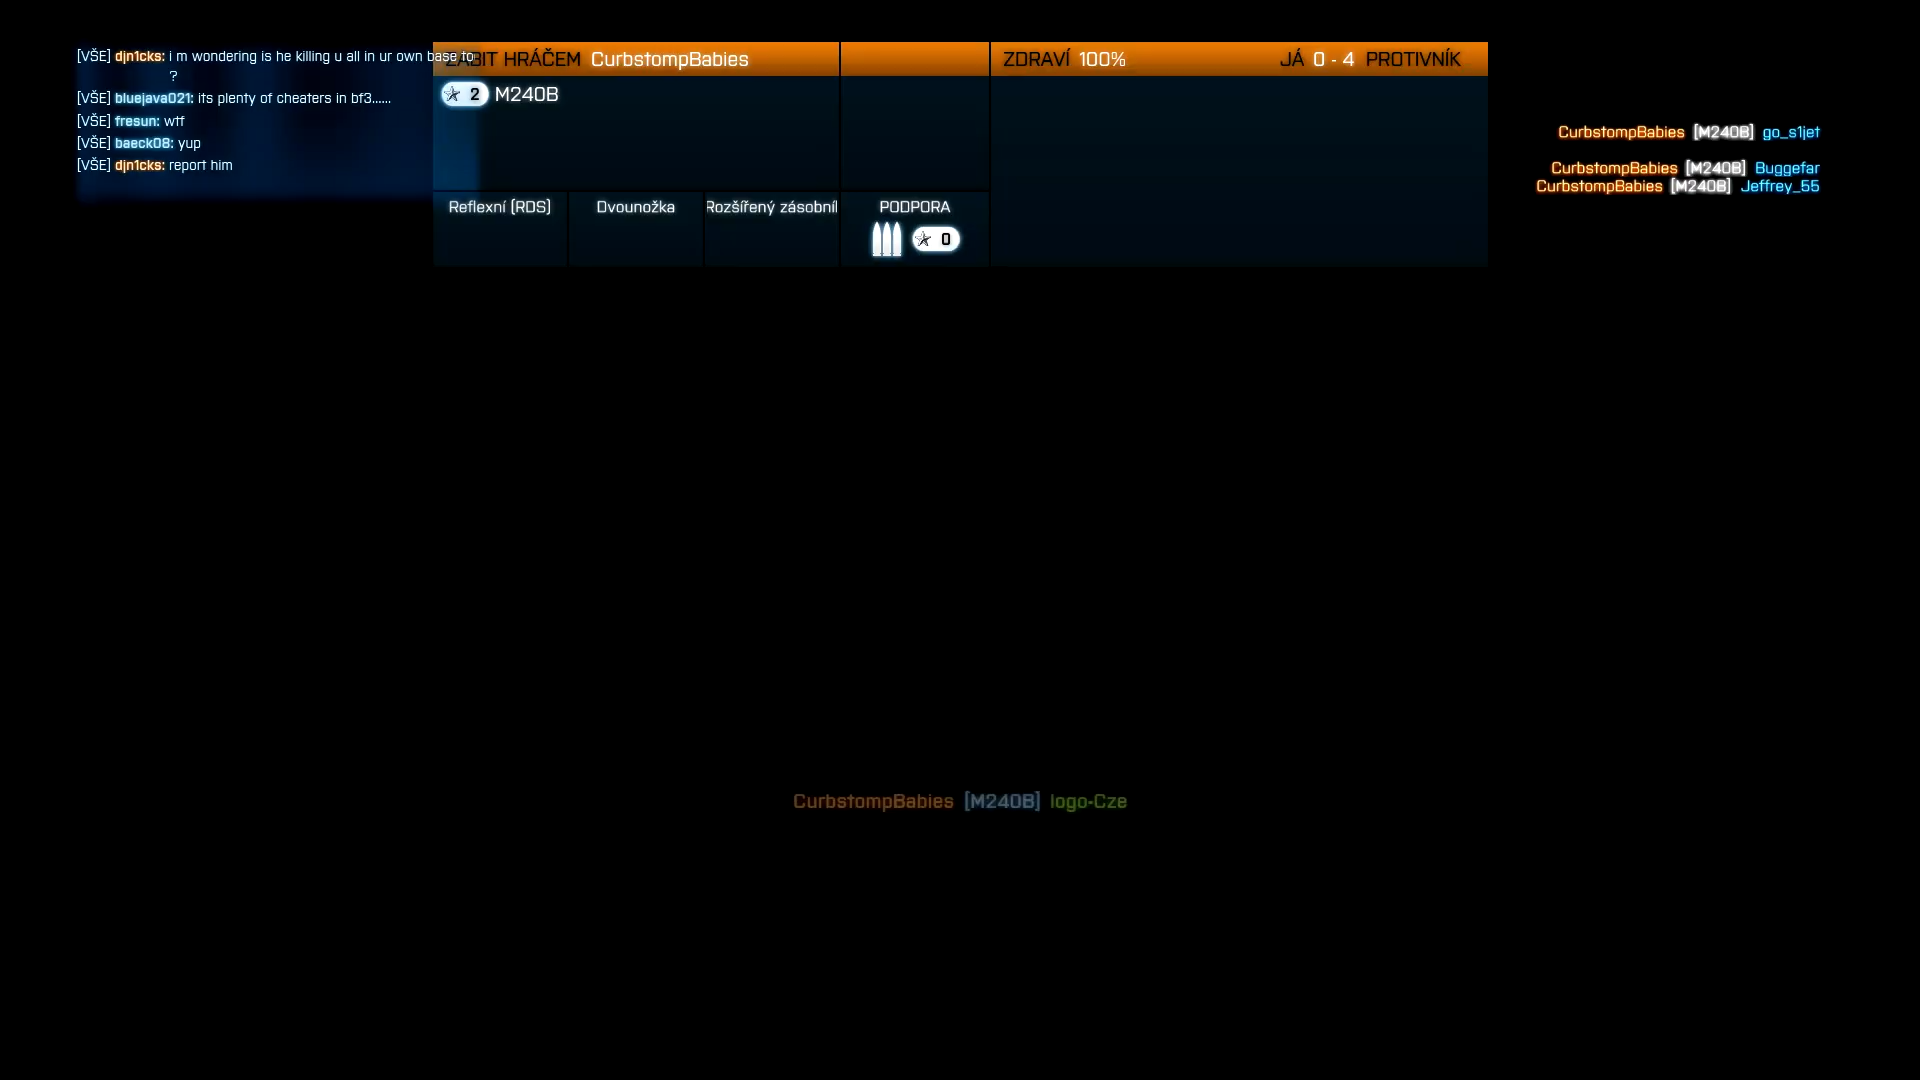 [VŠE] djn1cks: i m wondering is he killing u all in ur own base to
?
[VŠE] bluejava021: its plenty of cheaters in bf3......
[VŠE] fresun: wtf
[VŠE] baeck08: yup
[VŠE] djn1cks: report him
ZABIT HRÁČEM CurbstompBabies
ZDRAVÍ 100%
JÁ 0 - 4 PROTIVNÍK
2 M240B
Reflexní (RDS)
Dvounožka
Rozšířený zásobník
PODPORA
0
CurbstompBabies [M240B] go_s1jet
CurbstompBabies [M240B] Buggefar
CurbstompBabies [M240B] Jeffrey_55
CurbstompBabies [M240B] logo-Cze